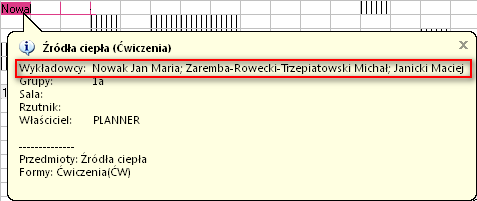 Nowa
Źródła ciepła (Ćwiczenia)
Wykładowcy: Nowak Jan Maria; Zaremba-Rowecki-Trzepiatowski Michał; Janicki Maciej
Grupy: 1a
Sala:
Rzutnik:
Właściciel: PLANNER
--------------
Przedmioty: Źródła ciepła
Formy: Ćwiczenia(ĆW)